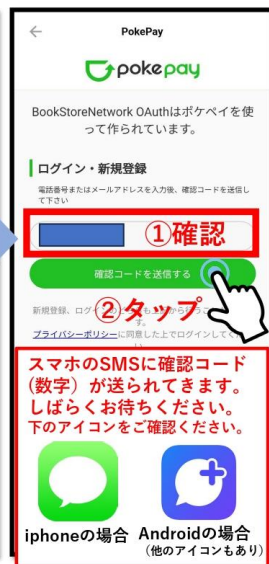 PokePay
pokepay
BookStoreNetwork OAuthはポケペイを使
って作られています。
ログイン・新規登録
電話番号またはメールアドレスを入力後、確認コードを送信し
て下さい
①確認
確認コードを送信する
②タップ
新規登録、ログ
す。
プライバシーポリシーに同意した上でログインしてく
い
スマホのSMSに確認コード
(数字)が送られてきます。
しばらくお待ちください。
下のアイコンをご確認ください。
iphoneの場合 Androidの場合
(他のアイコンもあり)